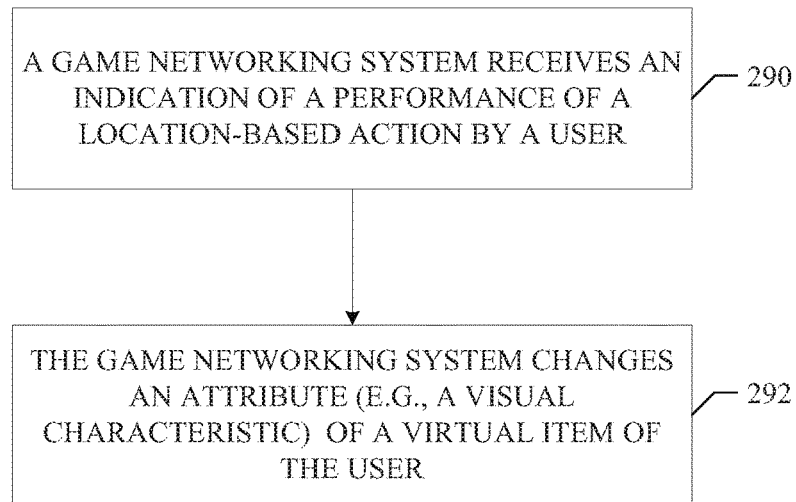 A GAME NETWORKING SYSTEM RECEIVES AN
INDICATION OF A PERFORMANCE OF A
LOCATION-BASED ACTION BY A USER
290
THE GAME NETWORKING SYSTEM CHANGES
AN ATTRIBUTE (E.G., A VISUAL
CHARACTERISTIC) OF A VIRTUAL ITEM OF
THE USER
292